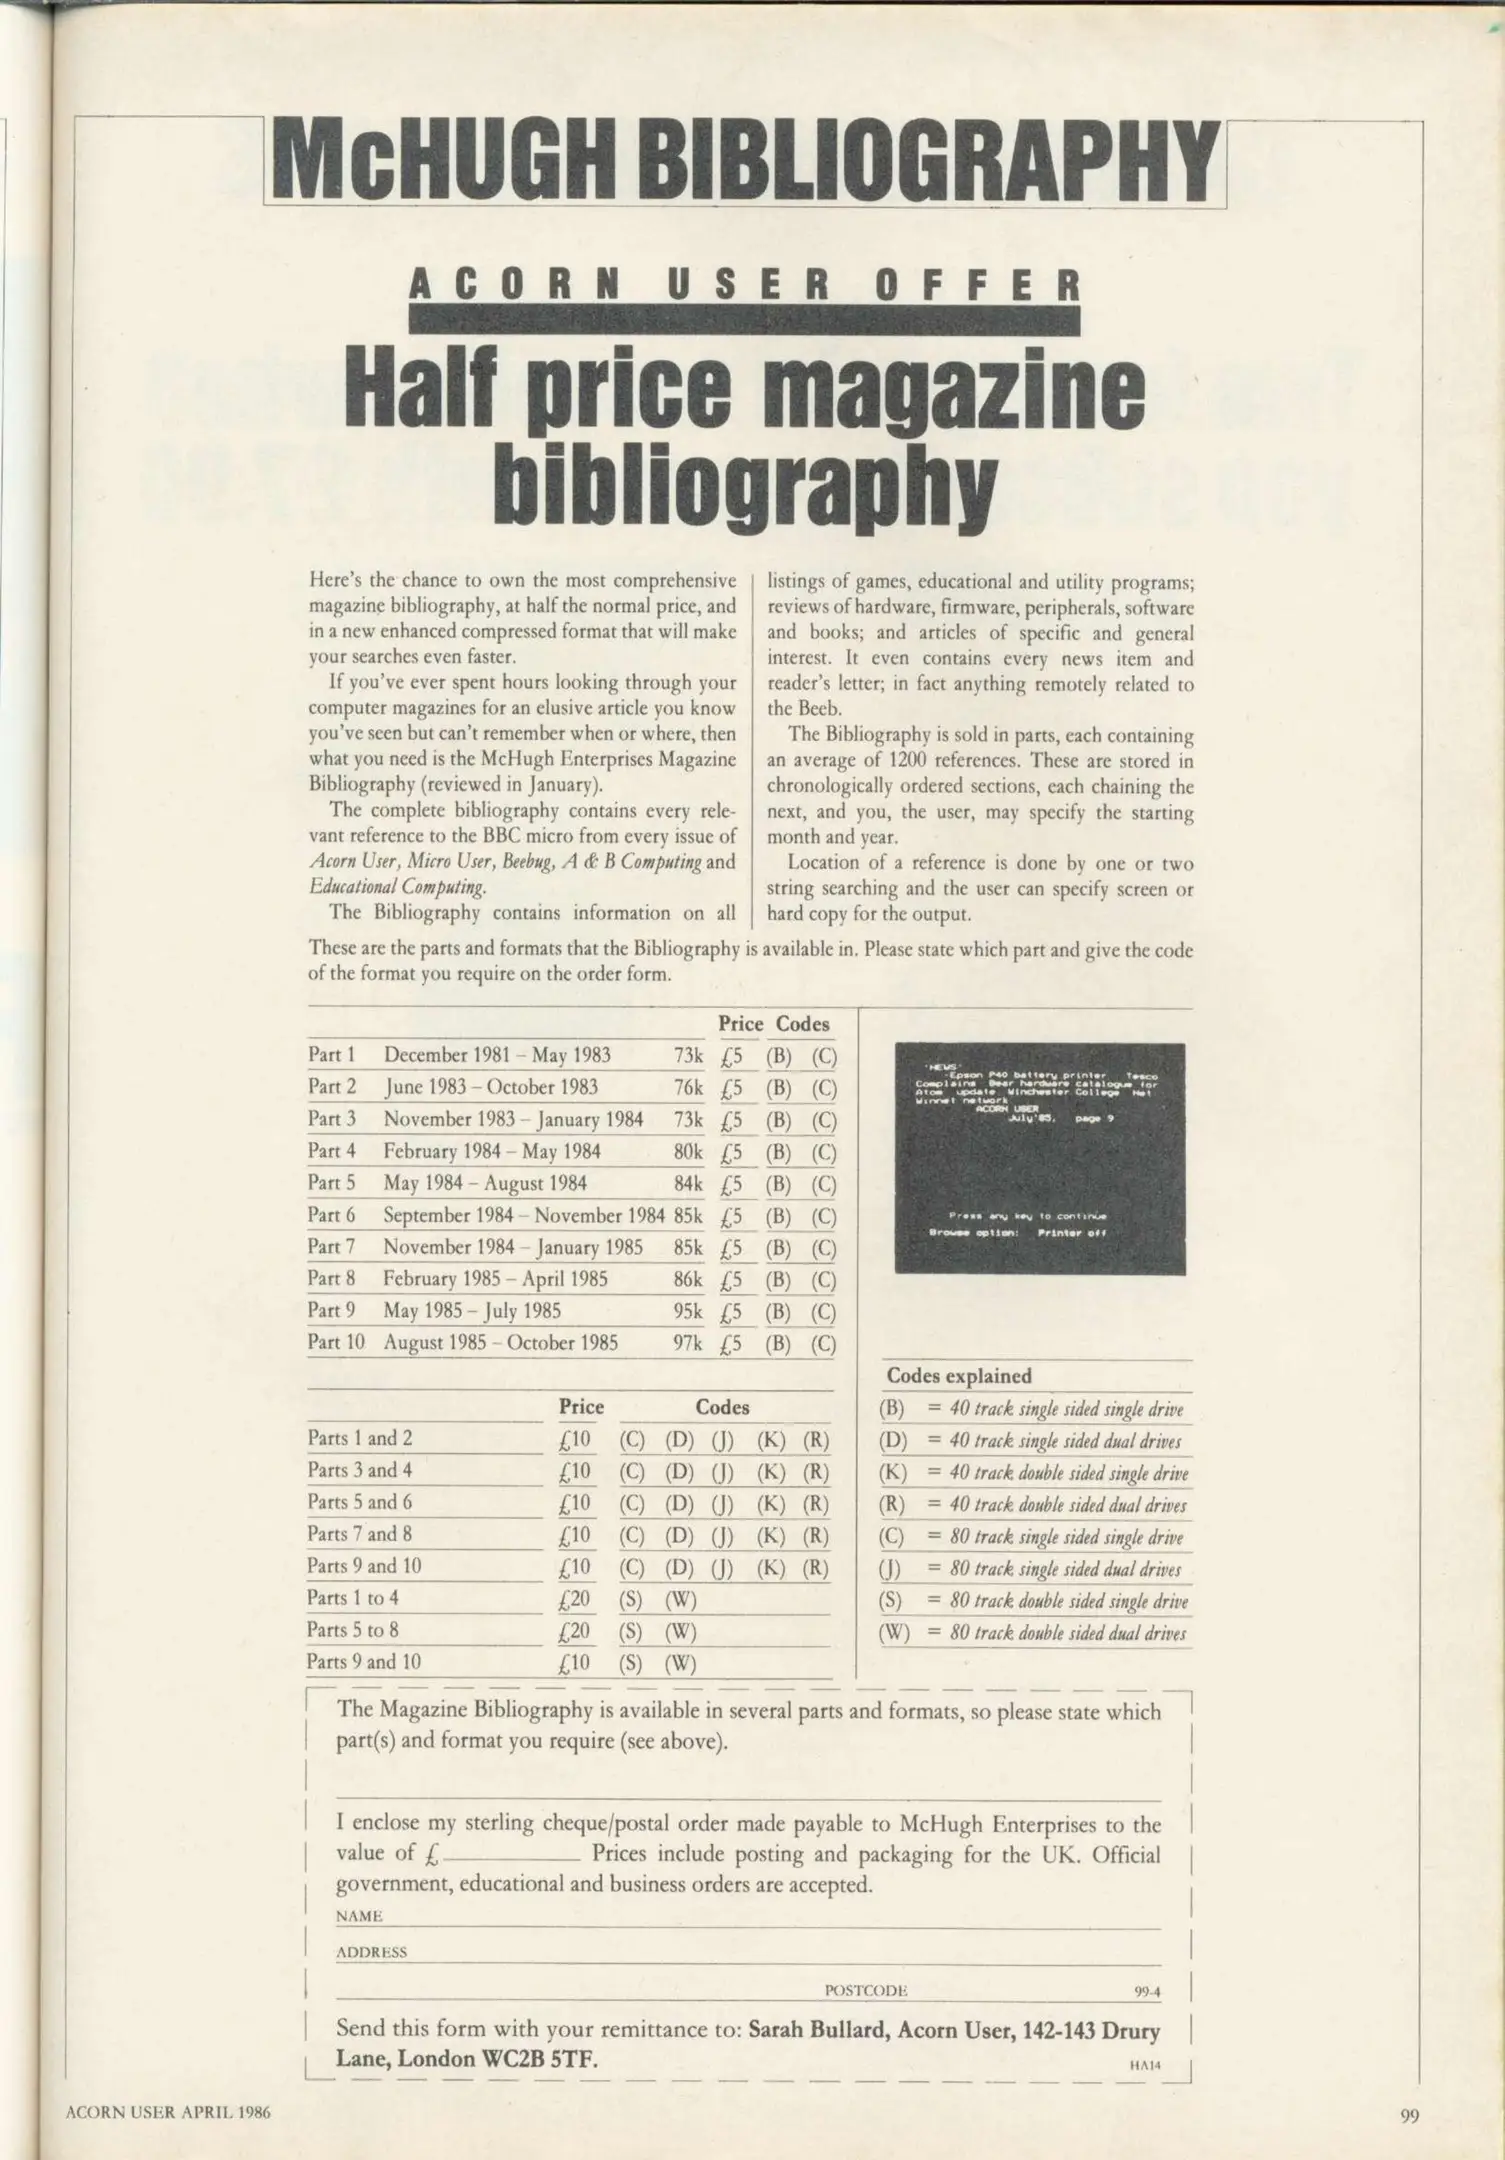 McHUGH BIBLIOGRAPHY
ACORN USER OFFER
Half price magazine
bibliography
Here's the chance to own the most comprehensive
magazine bibliography, at half the normal price, and
in a new enhanced compressed format that will make
your searches even faster.
If you've ever spent hours looking through your
computer magazines for an elusive article you know
you've seen but can't remember when or where, then
what you need is the McHugh Enterprises Magazine
Bibliography (reviewed in January).
The complete bibliography contains every rele-
vant reference to the BBC micro from every issue of
Acorn User, Micro User, Beebug, A & B Computing and
Educational Computing.
The Bibliography contains information on all
listings of games, educational and utility programs;
reviews of hardware, firmware, peripherals, software
and books; and articles of specific and general
interest. It even contains every news item and
reader's letter; in fact anything remotely related to
the Beeb.
The Bibliography is sold in parts, each containing
an average of 1200 references. These are stored in
chronologically ordered sections, each chaining the
next, and you, the user, may specify the starting
month and year.
Location of a reference is done by one or two
string searching and the user can specify screen or
hard copy for the output.
These are the parts and formats that the Bibliography is available in. Please state which part and give the code
of the format you require on the order form.
Price Codes
Part 1 December 1981 – May 1983 73k £5 (B) (C)
Part 2 June 1983 – October 1983 76k £5 (B) (C)
Part 3 November 1983 – January 1984 73k £5 (B) (C)
Part 4 February 1984 – May 1984 80k £5 (B) (C)
Part 5 May 1984 – August 1984 84k £5 (B) (C)
Part 6 September 1984 – November 1984 85k £5 (B) (C)
Part 7 November 1984 – January 1985 85k £5 (B) (C)
Part 8 February 1985 – April 1985 86k £5 (B) (C)
Part 9 May 1985 – July 1985 95k £5 (B) (C)
Part 10 August 1985 – October 1985 97k £5 (B) (C)
Price Codes
Parts 1 and 2 £10 (C) (D) (J) (K) (R)
Parts 3 and 4 £10 (C) (D) (J) (K) (R)
Parts 5 and 6 £10 (C) (D) (J) (K) (R)
Parts 7 and 8 £10 (C) (D) (J) (K) (R)
Parts 9 and 10 £10 (C) (D) (J) (K) (R)
Parts 1 to 4 £20 (S) (W)
Parts 5 to 8 £20 (S) (W)
Parts 9 and 10 £10 (S) (W)
'NEWS'
-Epson P40 battery printer Tesco
Complains Beer hardware catalogue for
Atom update Winchester College Net
Winnet network
ACORN USER
July'85, page 9
Press any key to continue
Browse option: Printer off
Codes explained
(B) = 40 track single sided single drive
(D) = 40 track single sided dual drives
(K) = 40 track double sided single drive
(R) = 40 track double sided dual drives
(C) = 80 track single sided single drive
(J) = 80 track single sided dual drives
(S) = 80 track double sided single drive
(W) = 80 track double sided dual drives
The Magazine Bibliography is available in several parts and formats, so please state which
part(s) and format you require (see above).
I enclose my sterling cheque/postal order made payable to McHugh Enterprises to the
value of £ Prices include posting and packaging for the UK. Official
government, educational and business orders are accepted.
NAME
ADDRESS
POSTCODE 99-4
Send this form with your remittance to: Sarah Bullard, Acorn User, 142-143 Drury
Lane, London WC2B 5TF.
HA14
ACORN USER APRIL 1986
99